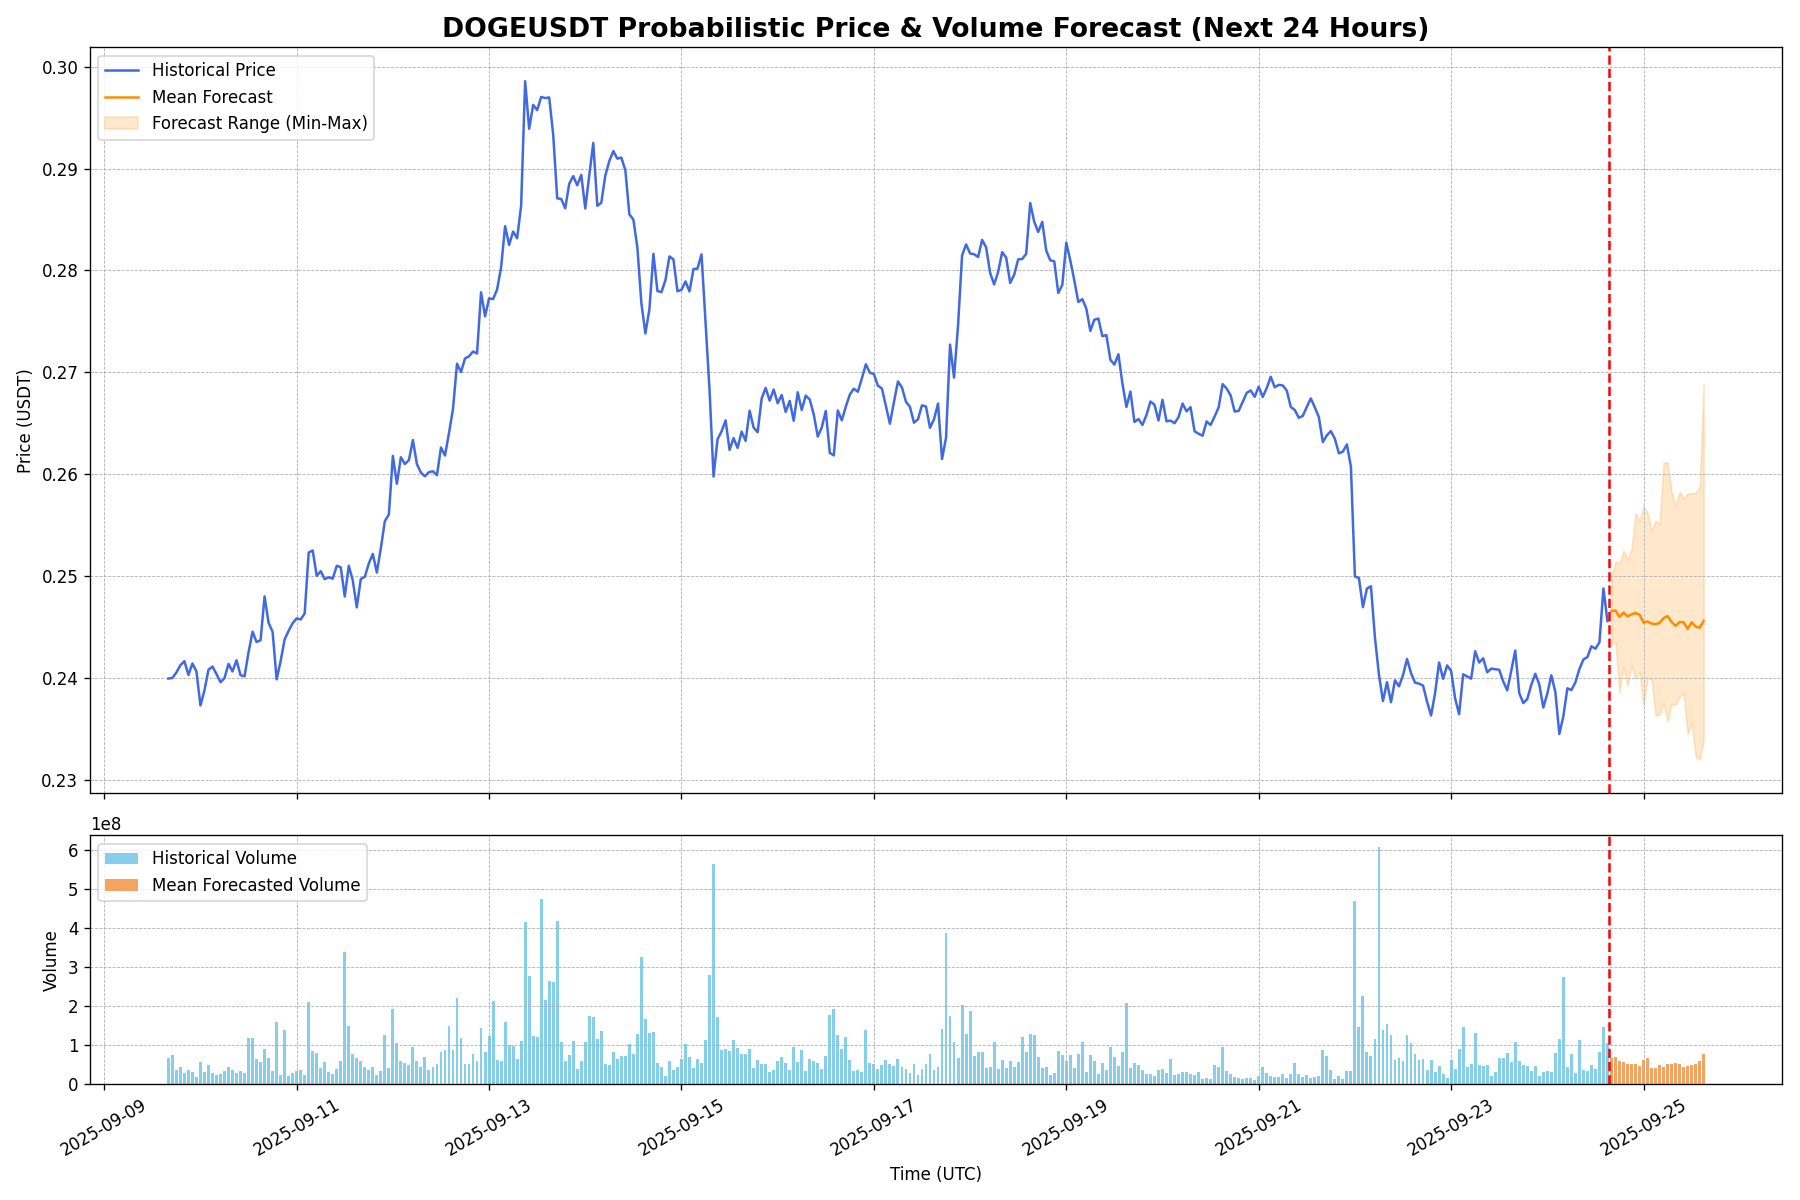 DOGEUSDT Probabilistic Price & Volume Forecast (Next 24 Hours)
Historical Price
Mean Forecast
Forecast Range (Min-Max)
Price (USDT)
0.30
0.29
0.28
0.27
0.26
0.25
0.24
0.23
1e8
Historical Volume
Mean Forecasted Volume
Volume
6
5
4
3
2
1
0
2025-09-09
2025-09-11
2025-09-13
2025-09-15
2025-09-17
2025-09-19
2025-09-21
2025-09-23
2025-09-25
Time (UTC)